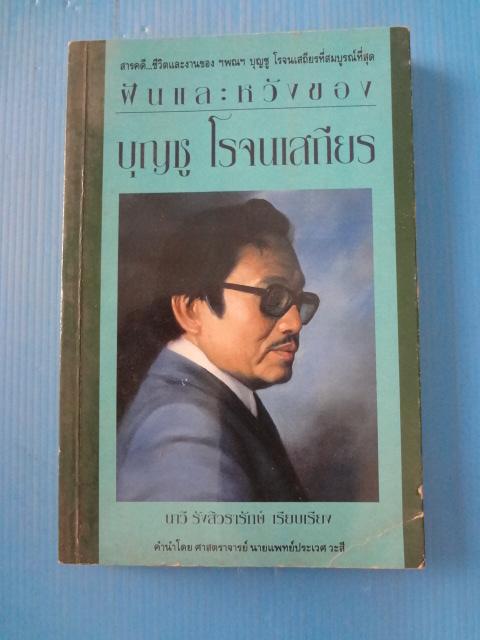 สารคดี...ชีวิตและงานของ ฯพณฯ บุญชู โรจนเสถียรที่สมบูรณ์ที่สุด
ฝันและหวังของ
บุญชู โรจนเสถียร
นาวี รังสิวรารักษ์ เรียบเรียง
คำนำโดย ศาสตราจารย์ นายแพทย์ประเวศ วะสี